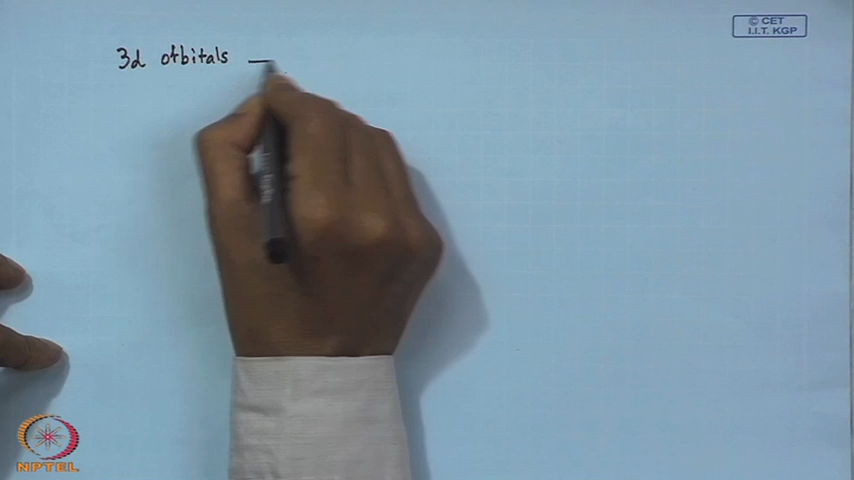 © CET
I.I.T. KGP
3d orbitals —
NPTEL